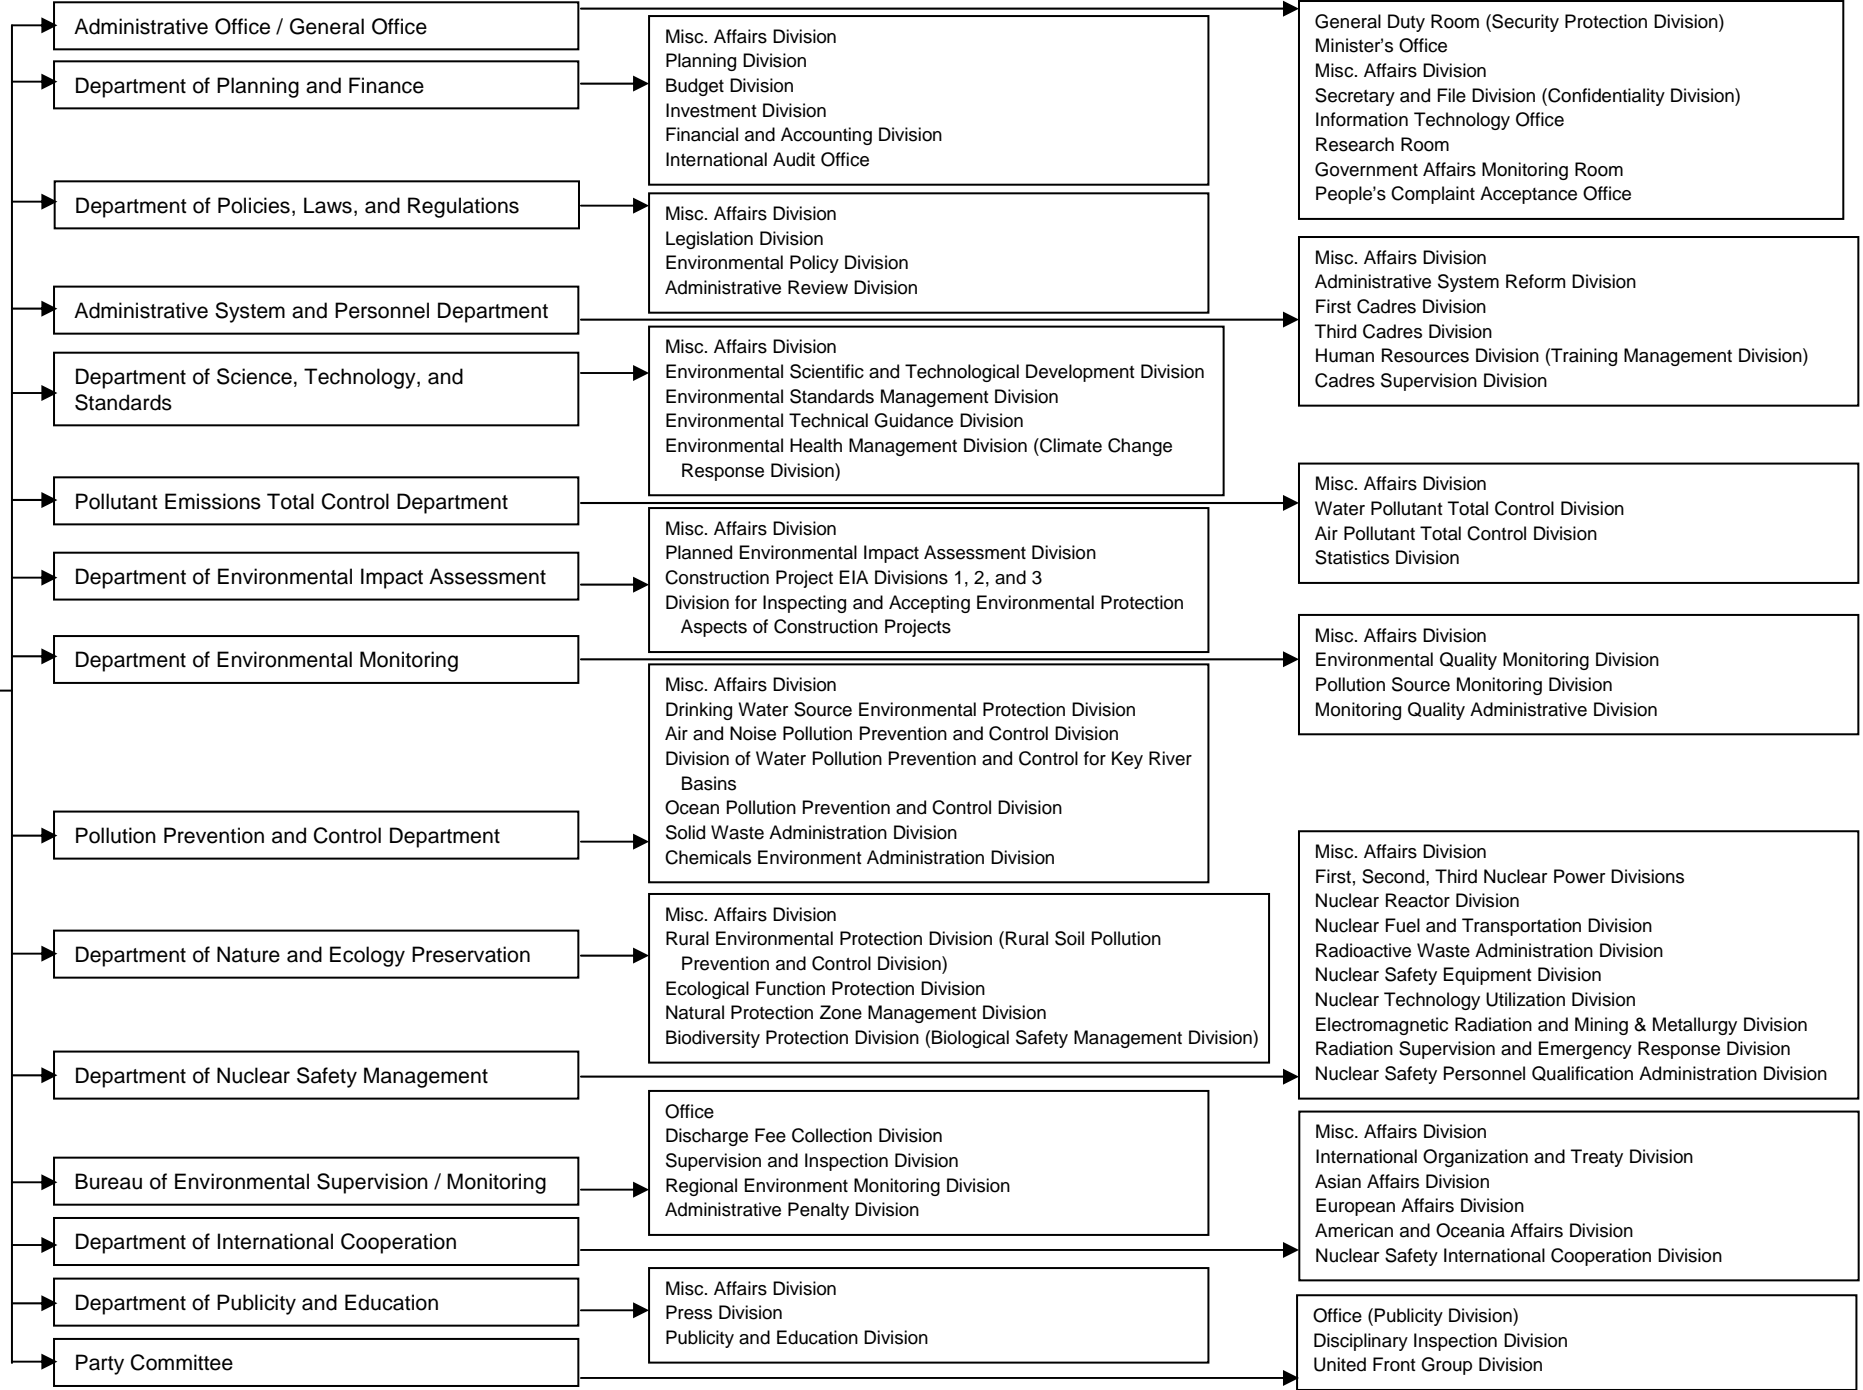 Administrative Office / General Office
General Duty Room (Security Protection Division)
Minister’s Office
Misc. Affairs Division
Secretary and File Division (Confidentiality Division)
Information Technology Office
Research Room
Government Affairs Monitoring Room
People’s Complaint Acceptance Office
Department of Planning and Finance
Misc. Affairs Division
Planning Division
Budget Division
Investment Division
Financial and Accounting Division
International Audit Office
Department of Policies, Laws, and Regulations
Misc. Affairs Division
Legislation Division
Environmental Policy Division
Administrative Review Division
Administrative System and Personnel Department
Misc. Affairs Division
Administrative System Reform Division
First Cadres Division
Third Cadres Division
Human Resources Division (Training Management Division)
Cadres Supervision Division
Department of Science, Technology, and
Standards
Misc. Affairs Division
Environmental Scientific and Technological Development Division
Environmental Standards Management Division
Environmental Technical Guidance Division
Environmental Health Management Division (Climate Change
Response Division)
Pollutant Emissions Total Control Department
Misc. Affairs Division
Water Pollutant Total Control Division
Air Pollutant Total Control Division
Statistics Division
Department of Environmental Impact Assessment
Misc. Affairs Division
Planned Environmental Impact Assessment Division
Construction Project EIA Divisions 1, 2, and 3
Division for Inspecting and Accepting Environmental Protection
Aspects of Construction Projects
Department of Environmental Monitoring
Misc. Affairs Division
Environmental Quality Monitoring Division
Pollution Source Monitoring Division
Monitoring Quality Administrative Division
Pollution Prevention and Control Department
Misc. Affairs Division
Drinking Water Source Environmental Protection Division
Air and Noise Pollution Prevention and Control Division
Division of Water Pollution Prevention and Control for Key River
Basins
Ocean Pollution Prevention and Control Division
Solid Waste Administration Division
Chemicals Environment Administration Division
Department of Nature and Ecology Preservation
Misc. Affairs Division
Rural Environmental Protection Division (Rural Soil Pollution
Prevention and Control Division)
Ecological Function Protection Division
Natural Protection Zone Management Division
Biodiversity Protection Division (Biological Safety Management Division)
Department of Nuclear Safety Management
Misc. Affairs Division
First, Second, Third Nuclear Power Divisions
Nuclear Reactor Division
Nuclear Fuel and Transportation Division
Radioactive Waste Administration Division
Nuclear Safety Equipment Division
Nuclear Technology Utilization Division
Electromagnetic Radiation and Mining & Metallurgy Division
Radiation Supervision and Emergency Response Division
Nuclear Safety Personnel Qualification Administration Division
Bureau of Environmental Supervision / Monitoring
Office
Discharge Fee Collection Division
Supervision and Inspection Division
Regional Environment Monitoring Division
Administrative Penalty Division
Department of International Cooperation
Misc. Affairs Division
International Organization and Treaty Division
Asian Affairs Division
European Affairs Division
American and Oceania Affairs Division
Nuclear Safety International Cooperation Division
Department of Publicity and Education
Misc. Affairs Division
Press Division
Publicity and Education Division
Party Committee
Office (Publicity Division)
Disciplinary Inspection Division
United Front Group Division